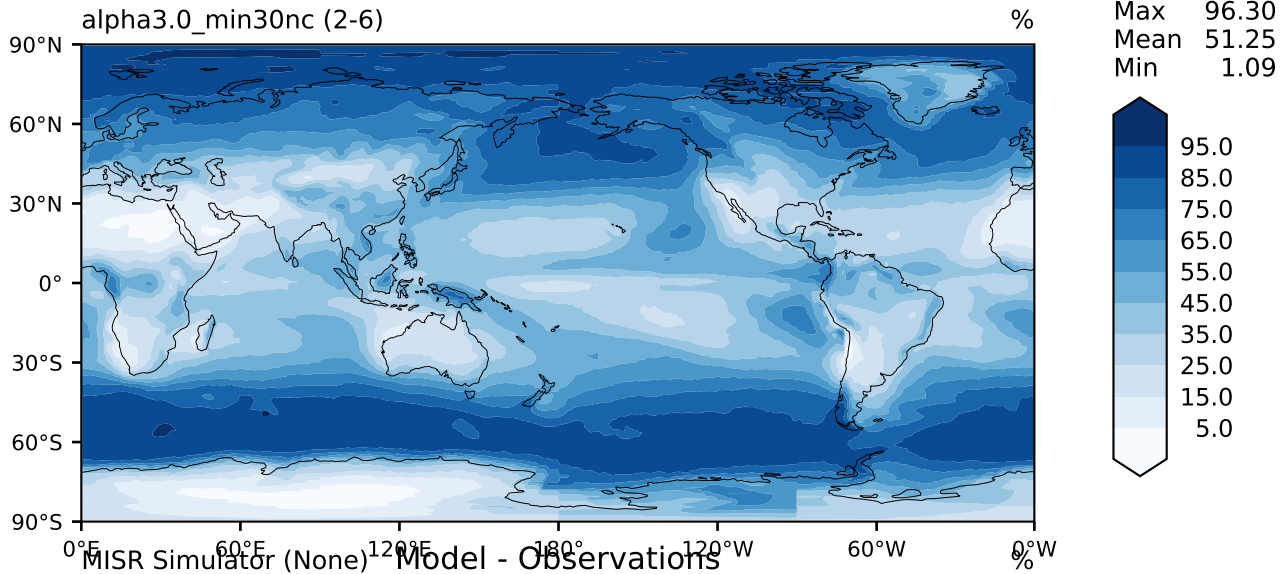 alpha3.0_min30nc (2-6) %
Max 96.30
Mean 51.25
Min 1.09
90°N
60°N
30°N
0°
30°S
60°S
90°S
95.0
85.0
75.0
65.0
55.0
45.0
35.0
25.0
15.0
5.0
0°E 60°E 120°E 180° 120°W 60°W 0°W
MISR Simulator (None) Model - Observations %